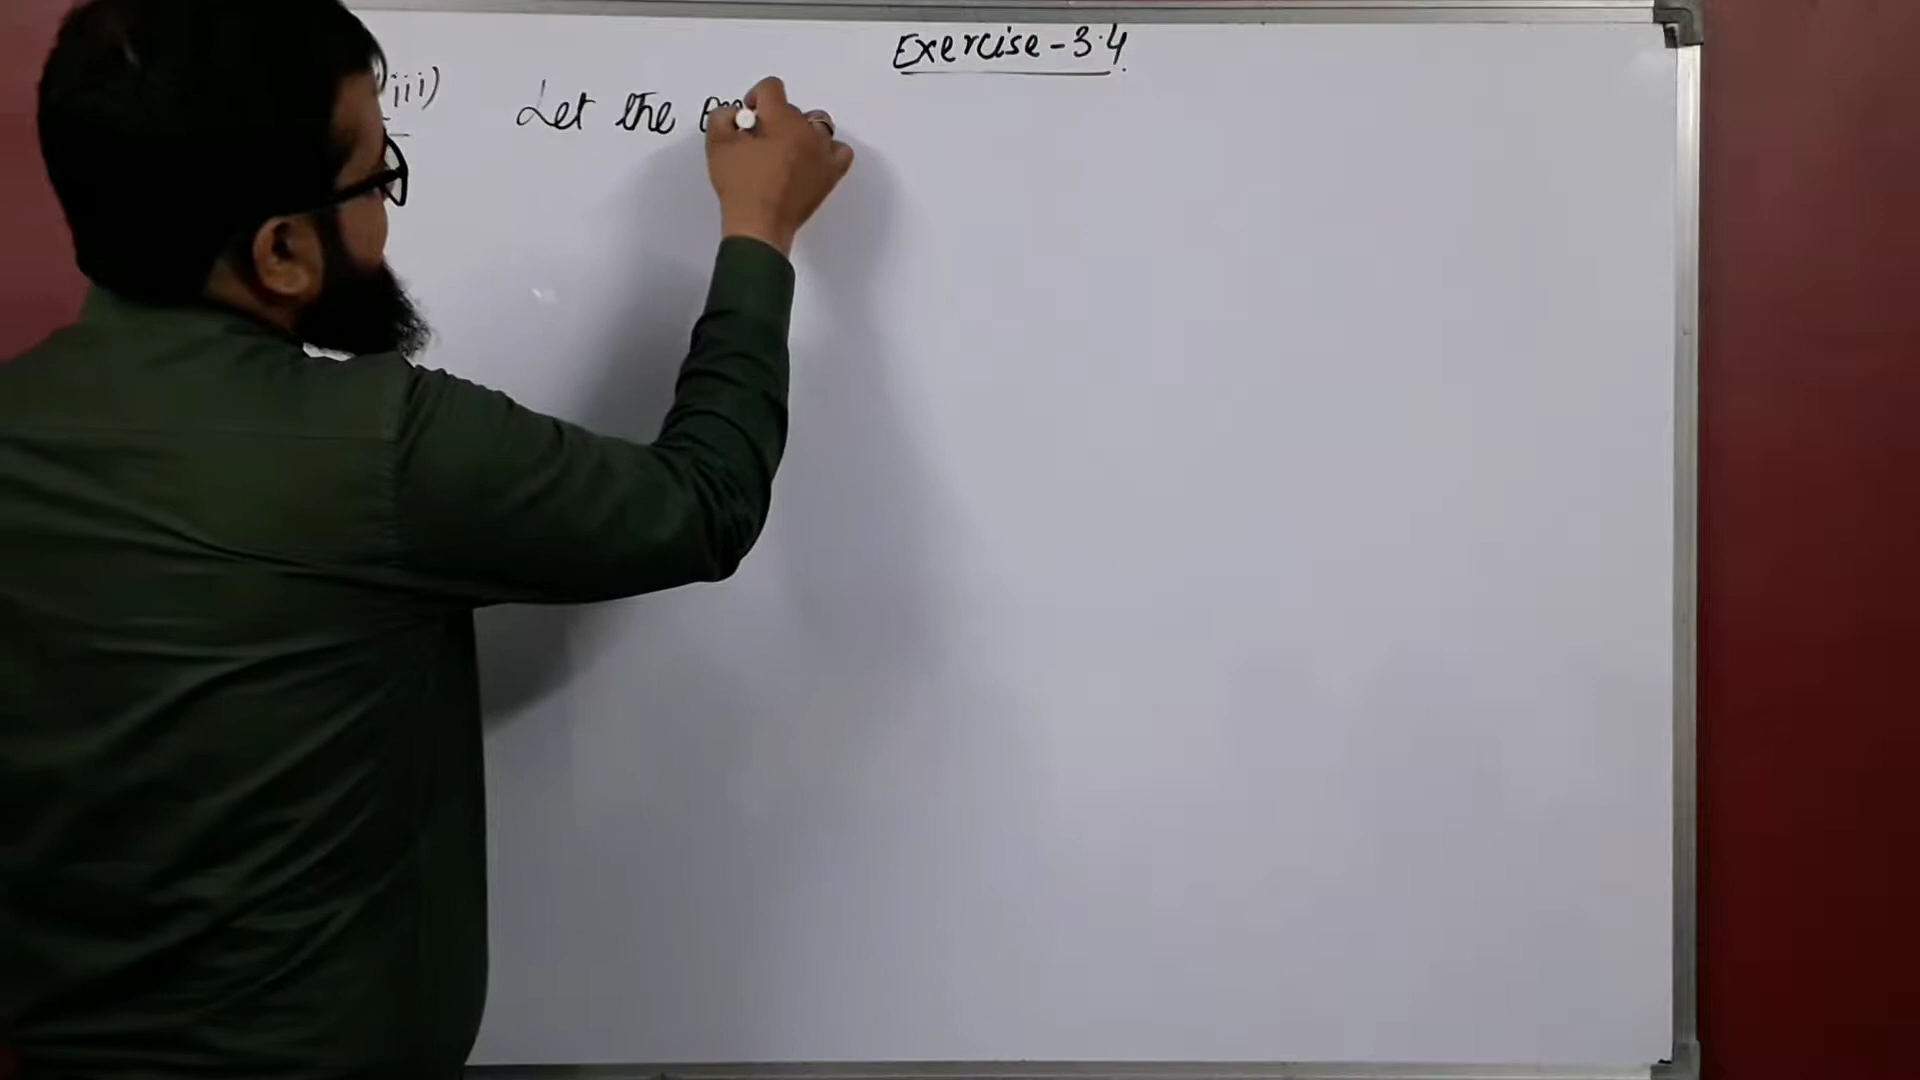 Exercise - 3.4
iii) Let the